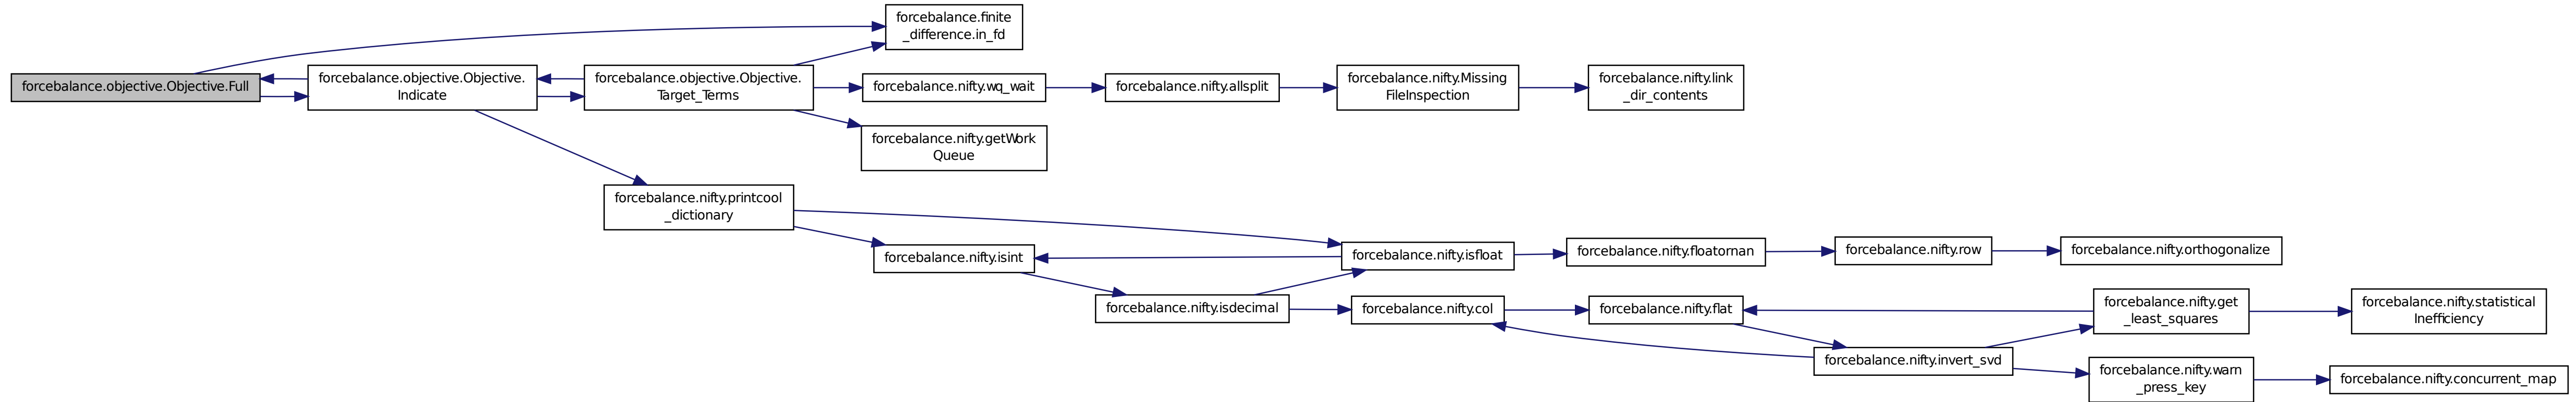 forcebalance.objective.Objective.Full
forcebalance.objective.Objective.
Indicate
forcebalance.objective.Objective.
Target_Terms
forcebalance.finite
_difference.in_fd
forcebalance.nifty.wq_wait
forcebalance.nifty.allsplit
forcebalance.nifty.Missing
FileInspection
forcebalance.nifty.link
_dir_contents
forcebalance.nifty.getWork
Queue
forcebalance.nifty.printcool
_dictionary
forcebalance.nifty.isint
forcebalance.nifty.isdecimal
forcebalance.nifty.isfloat
forcebalance.nifty.floatornan
forcebalance.nifty.row
forcebalance.nifty.orthogonalize
forcebalance.nifty.col
forcebalance.nifty.flat
forcebalance.nifty.invert_svd
forcebalance.nifty.get
_least_squares
forcebalance.nifty.statistical
Inefficiency
forcebalance.nifty.warn
_press_key
forcebalance.nifty.concurrent_map